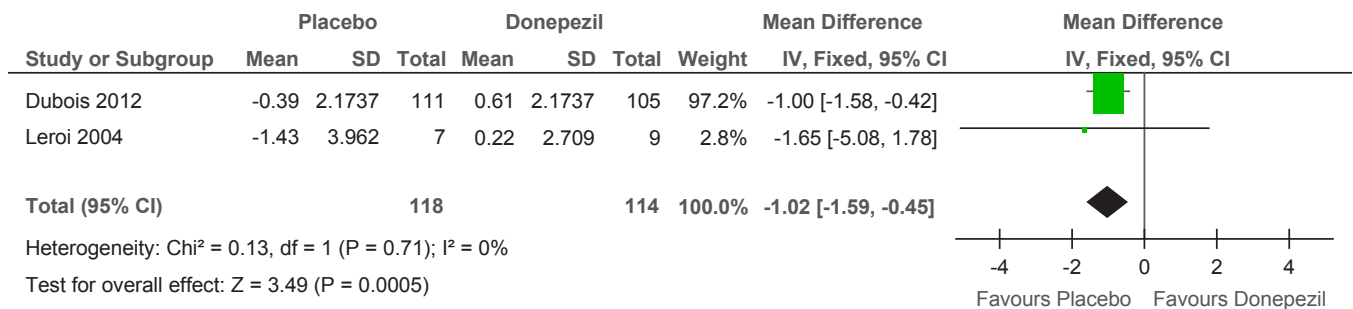 Placebo Donepezil Mean Difference Mean Difference
Study or Subgroup Mean SD Total Mean SD Total Weight IV, Fixed, 95% CI IV, Fixed, 95% CI
Dubois 2012 -0.39 2.1737 111 0.61 2.1737 105 97.2% -1.00 [-1.58, -0.42]
Leroi 2004 -1.43 3.962 7 0.22 2.709 9 2.8% -1.65 [-5.08, 1.78]
Total (95% CI) 118 114 100.0% -1.02 [-1.59, -0.45]
Heterogeneity: Chi² = 0.13, df = 1 (P = 0.71); I² = 0%
Test for overall effect: Z = 3.49 (P = 0.0005)
-4 -2 0 2 4
Favours Placebo Favours Donepezil